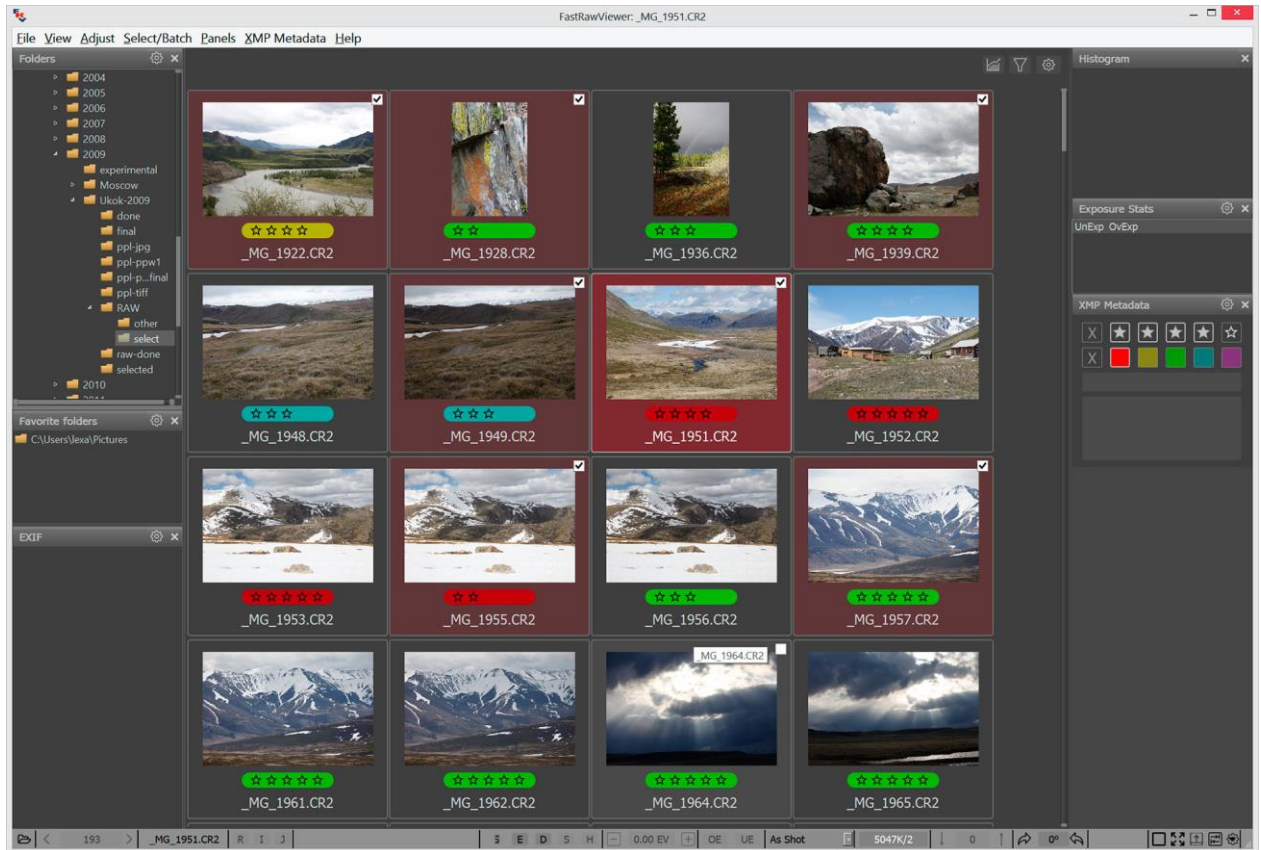 FastRawViewer: _MG_1951.CR2
File View Adjust Select/Batch Panels XMP Metadata Help
Folders
2004
2005
2006
2007
2008
2009
experimental
Moscow
Ukok-2009
done
final
ppl-jpg
ppl-ppw1
ppl-p...final
ppl-tiff
RAW
other
select
raw-done
selected
2010
Favorite folders
C:\Users\lexa\Pictures
EXIF
_MG_1922.CR2 _MG_1928.CR2 _MG_1936.CR2 _MG_1939.CR2
_MG_1948.CR2 _MG_1949.CR2 _MG_1951.CR2 _MG_1952.CR2
_MG_1953.CR2 _MG_1955.CR2 _MG_1956.CR2 _MG_1957.CR2
_MG_1964.CR2
_MG_1961.CR2 _MG_1962.CR2 _MG_1964.CR2 _MG_1965.CR2
Histogram
Exposure Stats
UnExp OvExp
XMP Metadata
X
X
193 _MG_1951.CR2 R I J E D S H 0.00 EV OE UE As Shot 5047K/2 0 0°